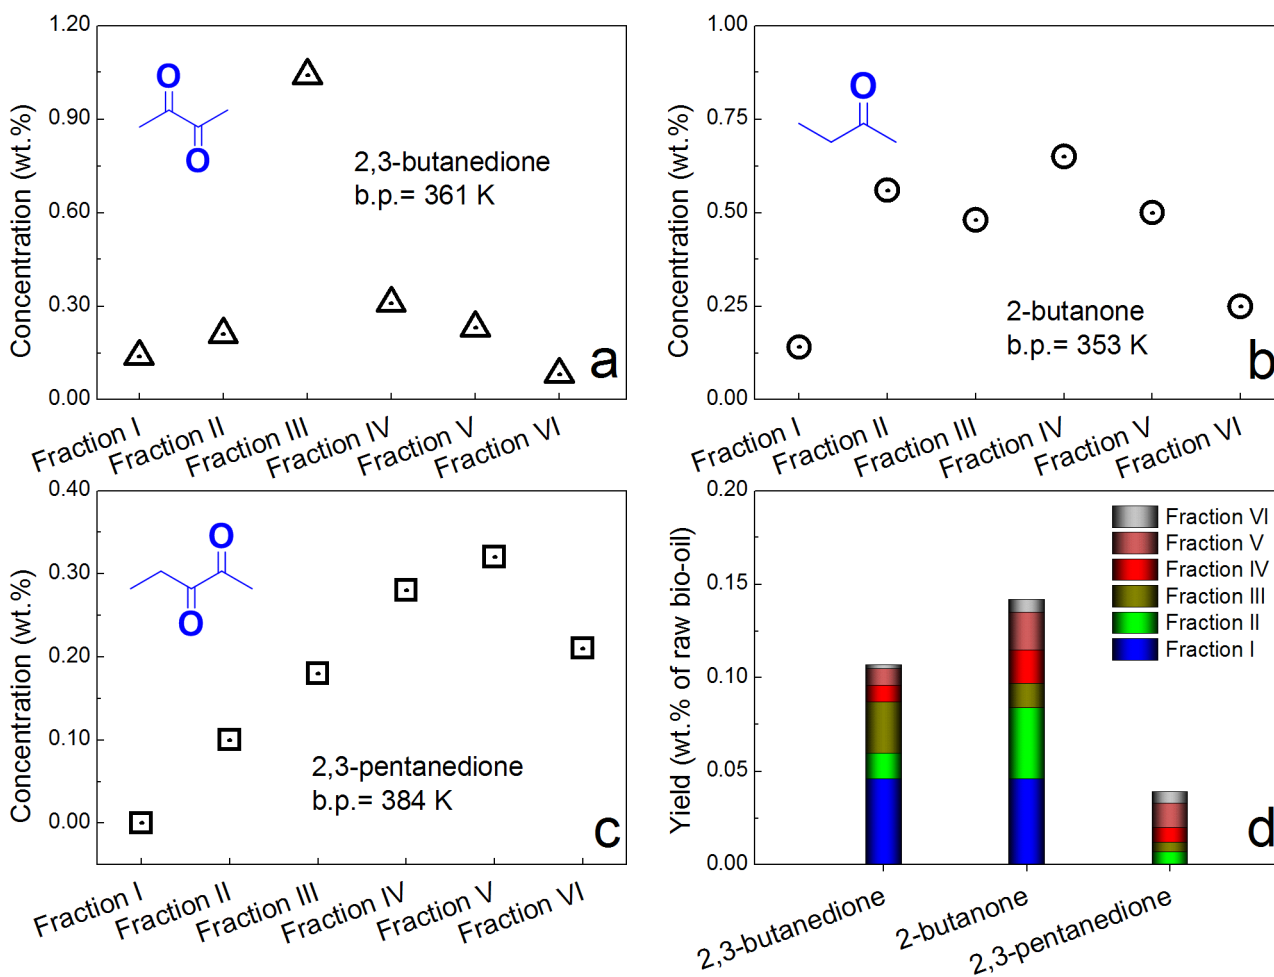 1.20
0.90
0.60
0.30
0.00
Concentration (wt.%)
O
O
2,3-butanedione
b.p.= 361 K
a
Fraction I
Fraction II
Fraction III
Fraction IV
Fraction V
Fraction VI
1.00
0.75
0.50
0.25
0.00
Concentration (wt.%)
O
2-butanone
b.p.= 353 K
b
Fraction I
Fraction II
Fraction III
Fraction IV
Fraction V
Fraction VI
0.40
0.30
0.20
0.10
0.00
Concentration (wt.%)
O
O
2,3-pentanedione
b.p.= 384 K
c
Fraction I
Fraction II
Fraction III
Fraction IV
Fraction V
Fraction VI
0.20
0.15
0.10
0.05
0.00
Yield (wt.% of raw bio-oil)
Fraction VI
Fraction V
Fraction IV
Fraction III
Fraction II
Fraction I
d
2,3-butanedione
2-butanone
2,3-pentanedione